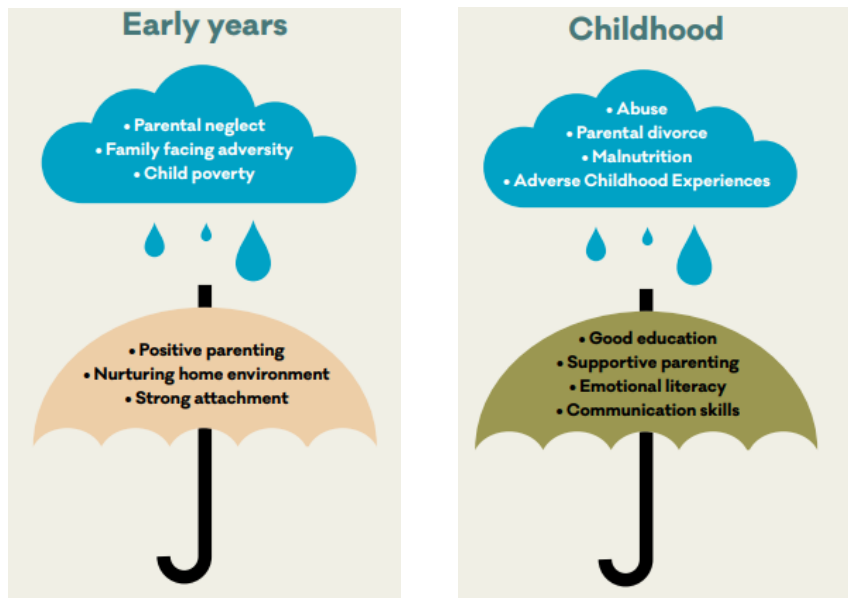 Early years
• Parental neglect
• Family facing adversity
• Child poverty
• Positive parenting
• Nurturing home environment
• Strong attachment
Childhood
• Abuse
• Parental divorce
• Malnutrition
• Adverse Childhood Experiences
• Good education
• Supportive parenting
• Emotional literacy
• Communication skills